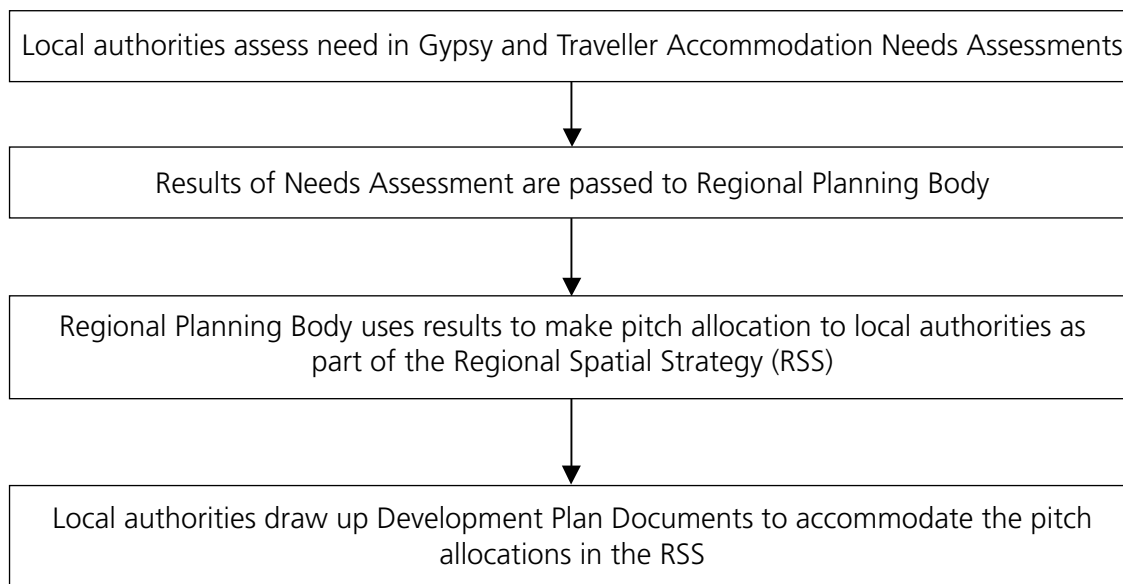 Local authorities assess need in Gypsy and Traveller Accommodation Needs Assessments
Results of Needs Assessment are passed to Regional Planning Body
Regional Planning Body uses results to make pitch allocation to local authorities as
part of the Regional Spatial Strategy (RSS)
Local authorities draw up Development Plan Documents to accommodate the pitch
allocations in the RSS